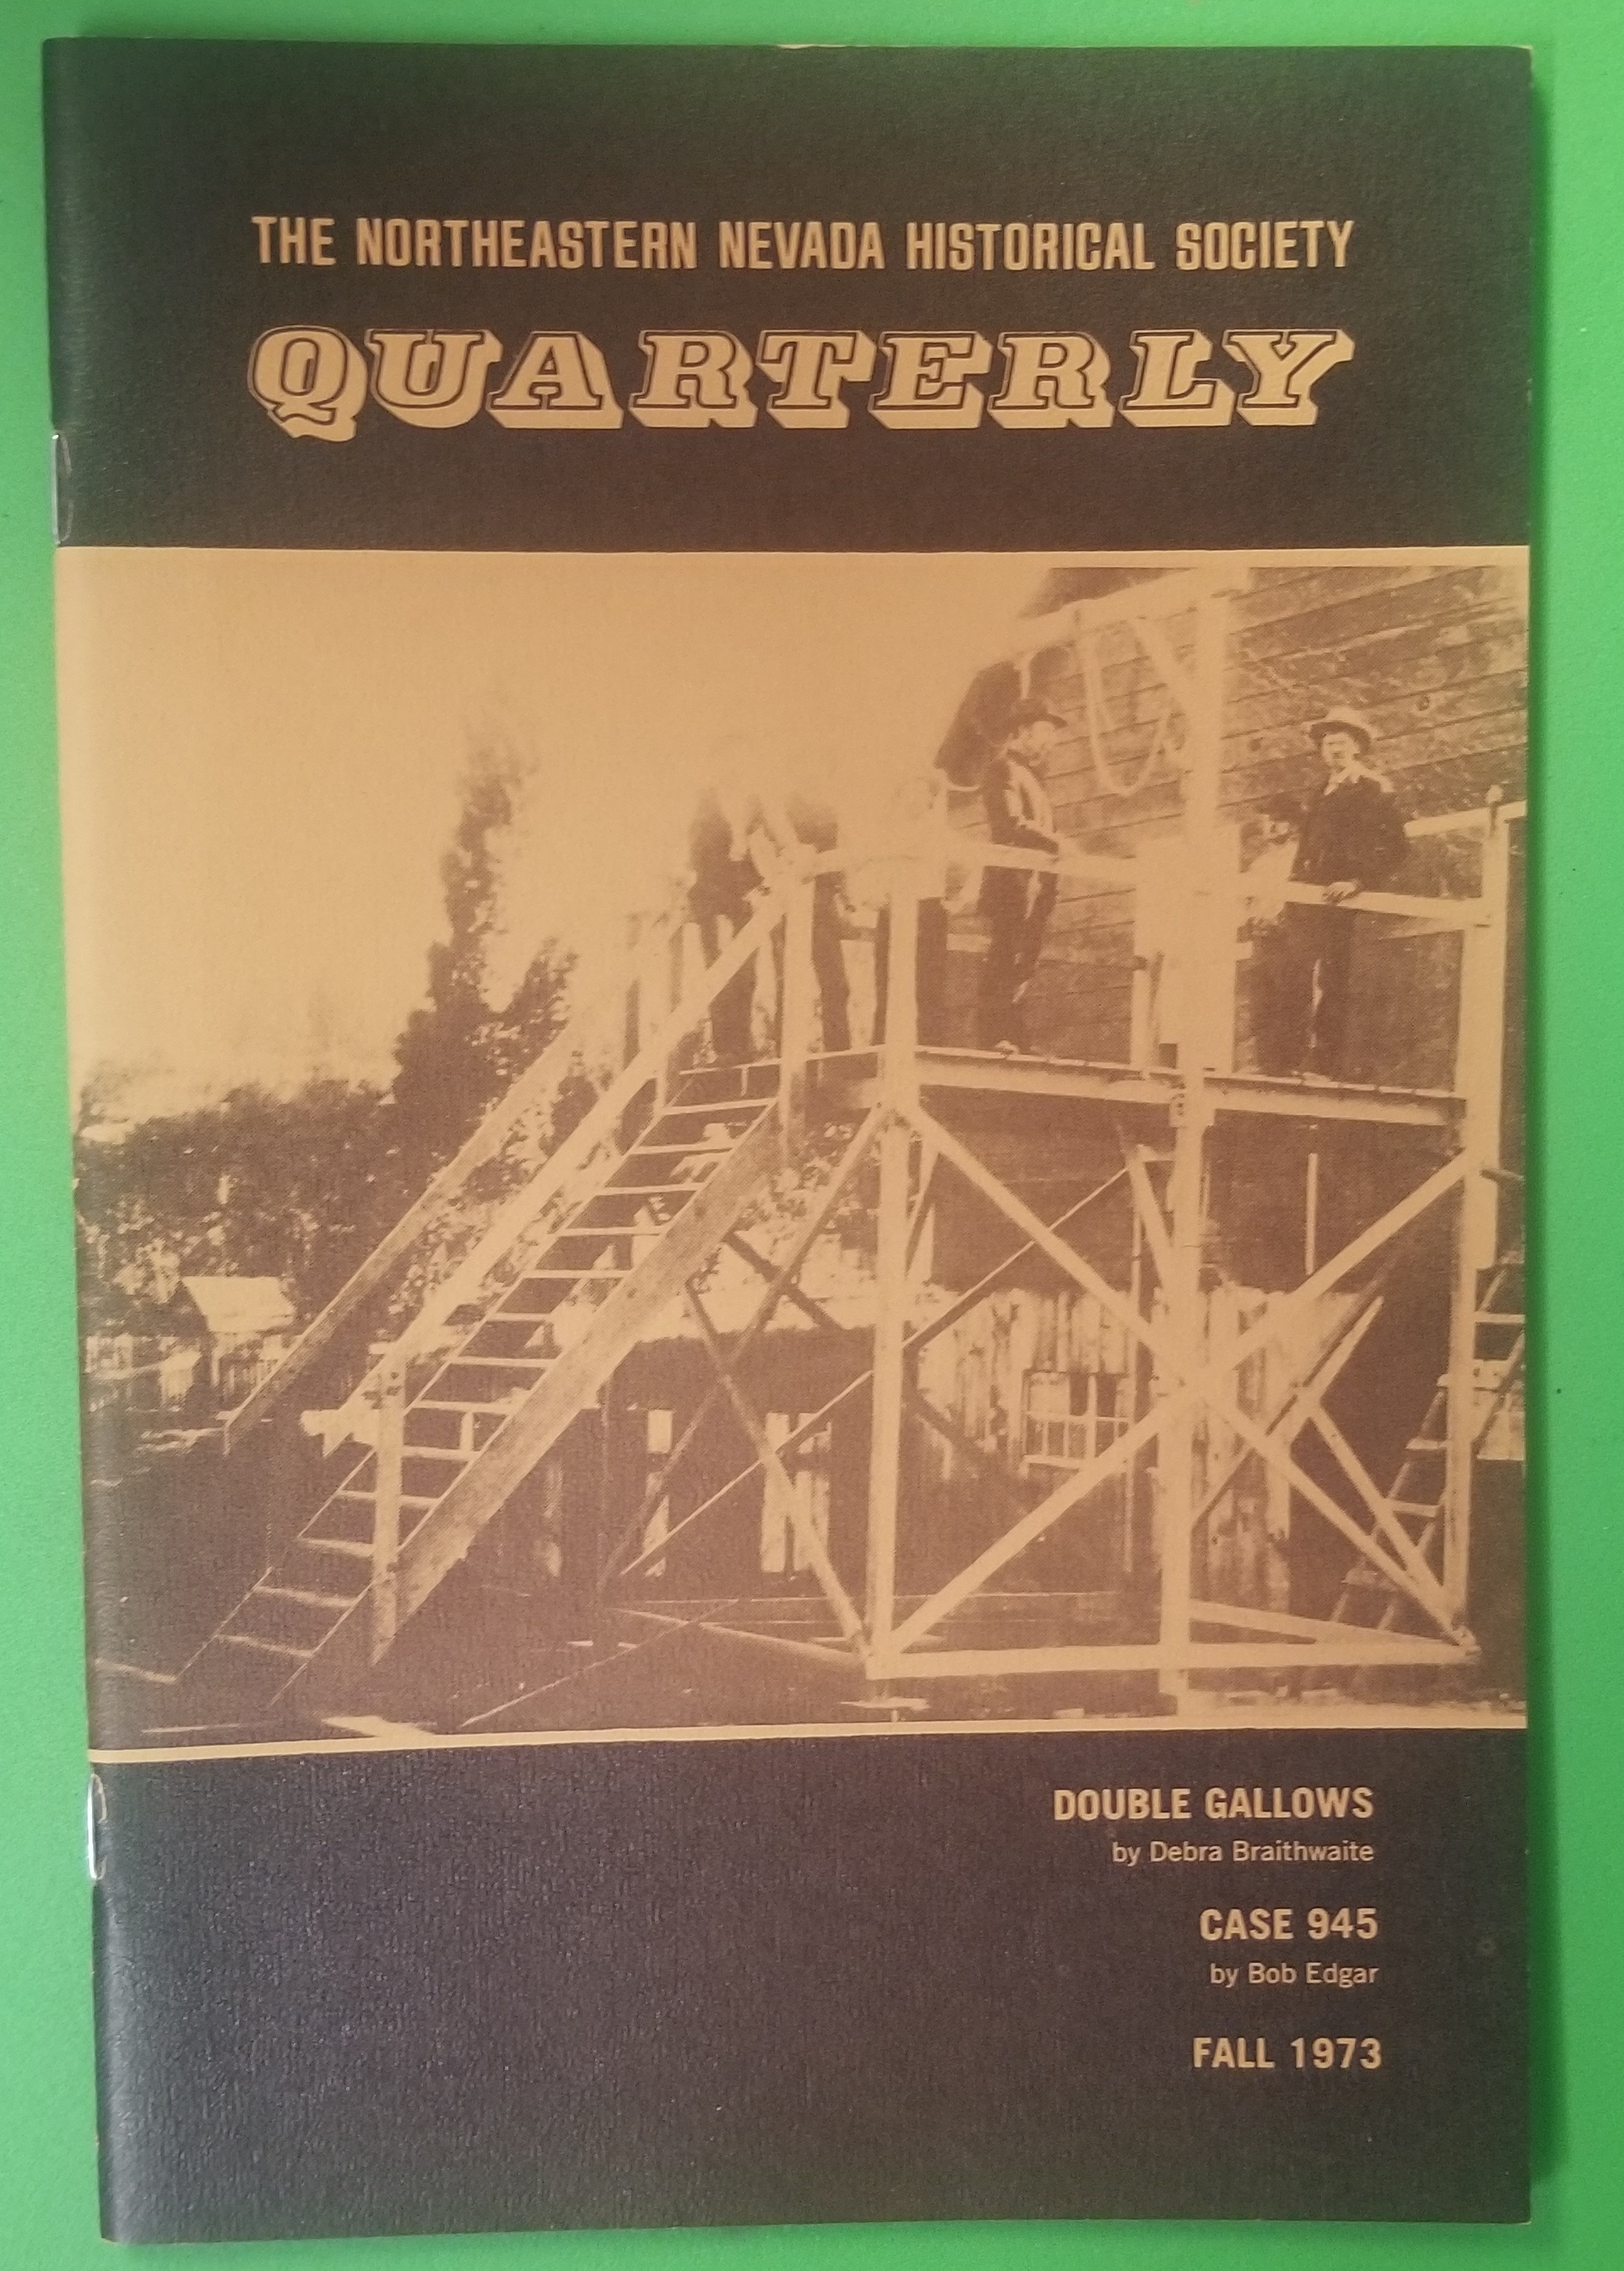 THE NORTHEASTERN NEVADA HISTORICAL SOCIETY
QUARTERLY
DOUBLE GALLOWS
by Debra Braithwaite
CASE 945
by Bob Edgar
FALL 1973